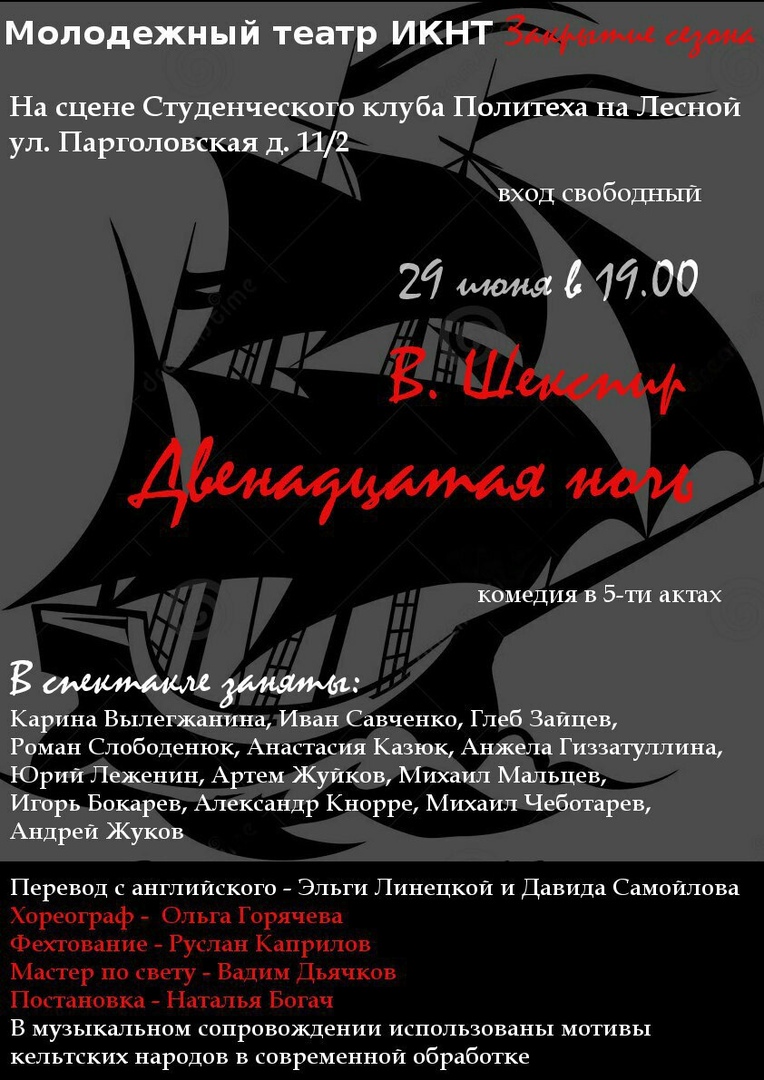 Молодежный театр ИКНТ Закрытие сезона
На сцене Студенческого клуба Политеха на Лесной
ул. Парголовская д. 11/2
вход свободный
29 июня в 19.00
В. Шекспир
Двенадцатая ночь
комедия в 5-ти актах
В спектакле заняты:
Карина Вылегжанина, Иван Савченко, Глеб Зайцев,
Роман Слободенюк, Анастасия Казюк, Анжела Гиззатуллина,
Юрий Леженин, Артем Жуйков, Михаил Мальцев,
Игорь Бокарев, Александр Кнорре, Михаил Чеботарев,
Андрей Жуков
Перевод с английского - Эльги Линецкой и Давида Самойлова
Хореограф - Ольга Горячева
Фехтование - Руслан Каприлов
Мастер по свету - Вадим Дьячков
Постановка - Наталья Богач
В музыкальном сопровождении использованы мотивы
кельтских народов в современной обработке